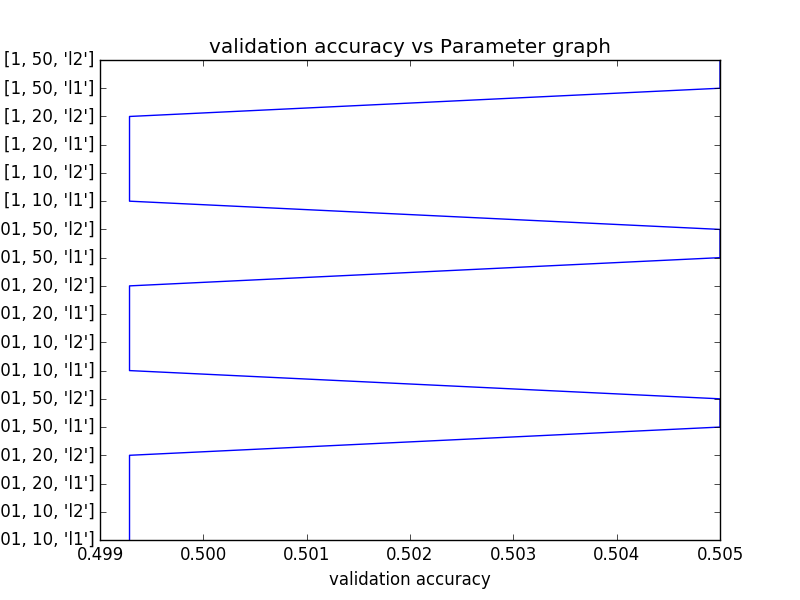 validation accuracy vs Parameter graph
[1, 50, 'l2']
[1, 50, 'l1']
[1, 20, 'l2']
[1, 20, 'l1']
[1, 10, 'l2']
[1, 10, 'l1']
01, 50, 'l2']
01, 50, 'l1']
01, 20, 'l2']
01, 20, 'l1']
01, 10, 'l2']
01, 10, 'l1']
01, 50, 'l2']
01, 50, 'l1']
01, 20, 'l2']
01, 20, 'l1']
01, 10, 'l2']
01, 10, 'l1']
0.499 0.500 0.501 0.502 0.503 0.504 0.505
validation accuracy